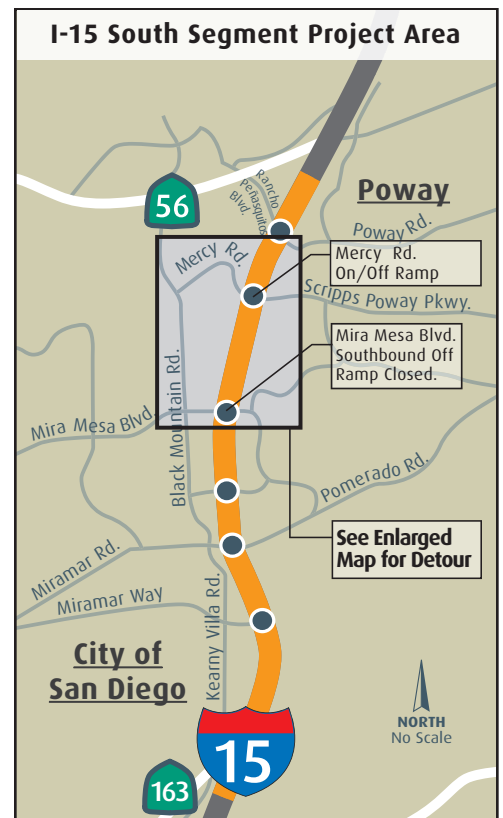 I-15 South Segment Project Area
56
Rancho
Peñasquitos
Blvd.
Poway
Poway Rd.
Mercy Rd.
Mercy Rd.
On/Off Ramp
Scripps Poway Pkwy.
Mira Mesa Blvd.
Southbound Off
Ramp Closed.
Black Mountain Rd.
Mira Mesa Blvd.
Pomerado Rd.
See Enlarged
Map for Detour
Miramar Rd.
Miramar Way
Kearny Villa Rd.
City of
San Diego
NORTH
No Scale
15
163